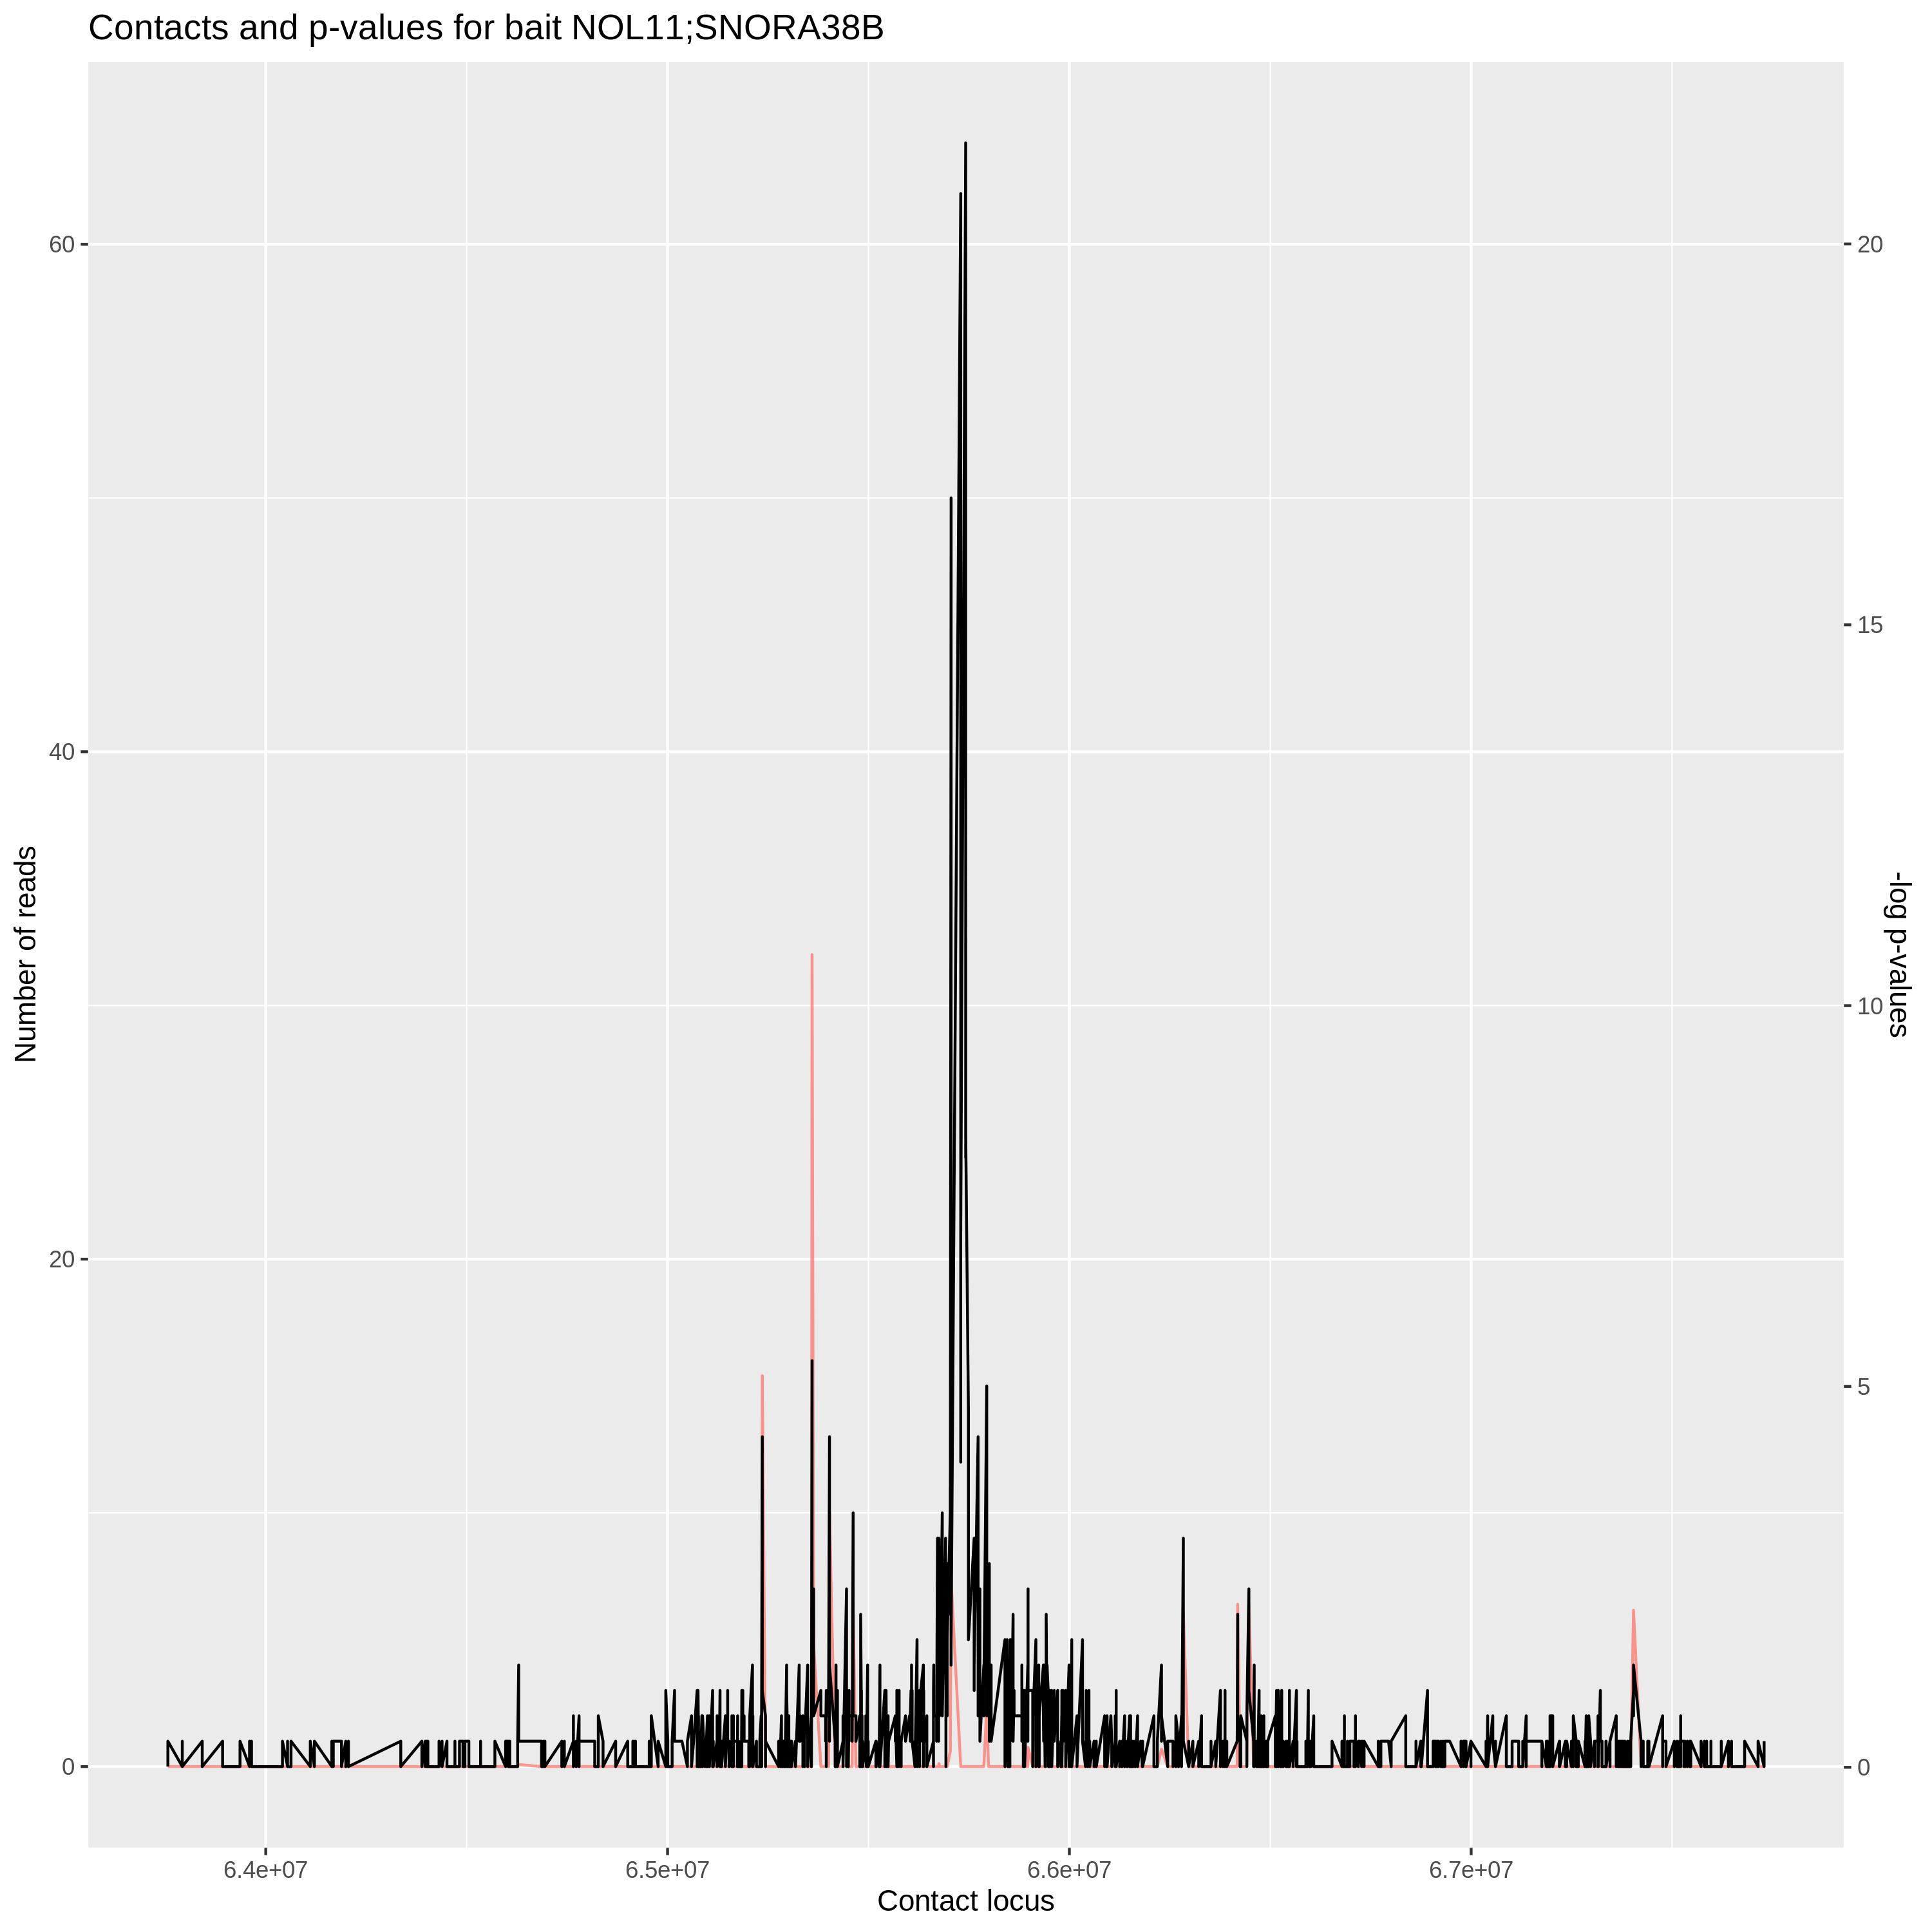 Contacts and p-values for bait NOL11;SNORA38B
60
40
20
0
Number of reads
20
15
10
5
0
-log p-values
6.4e+07
6.5e+07
6.6e+07
6.7e+07
Contact locus